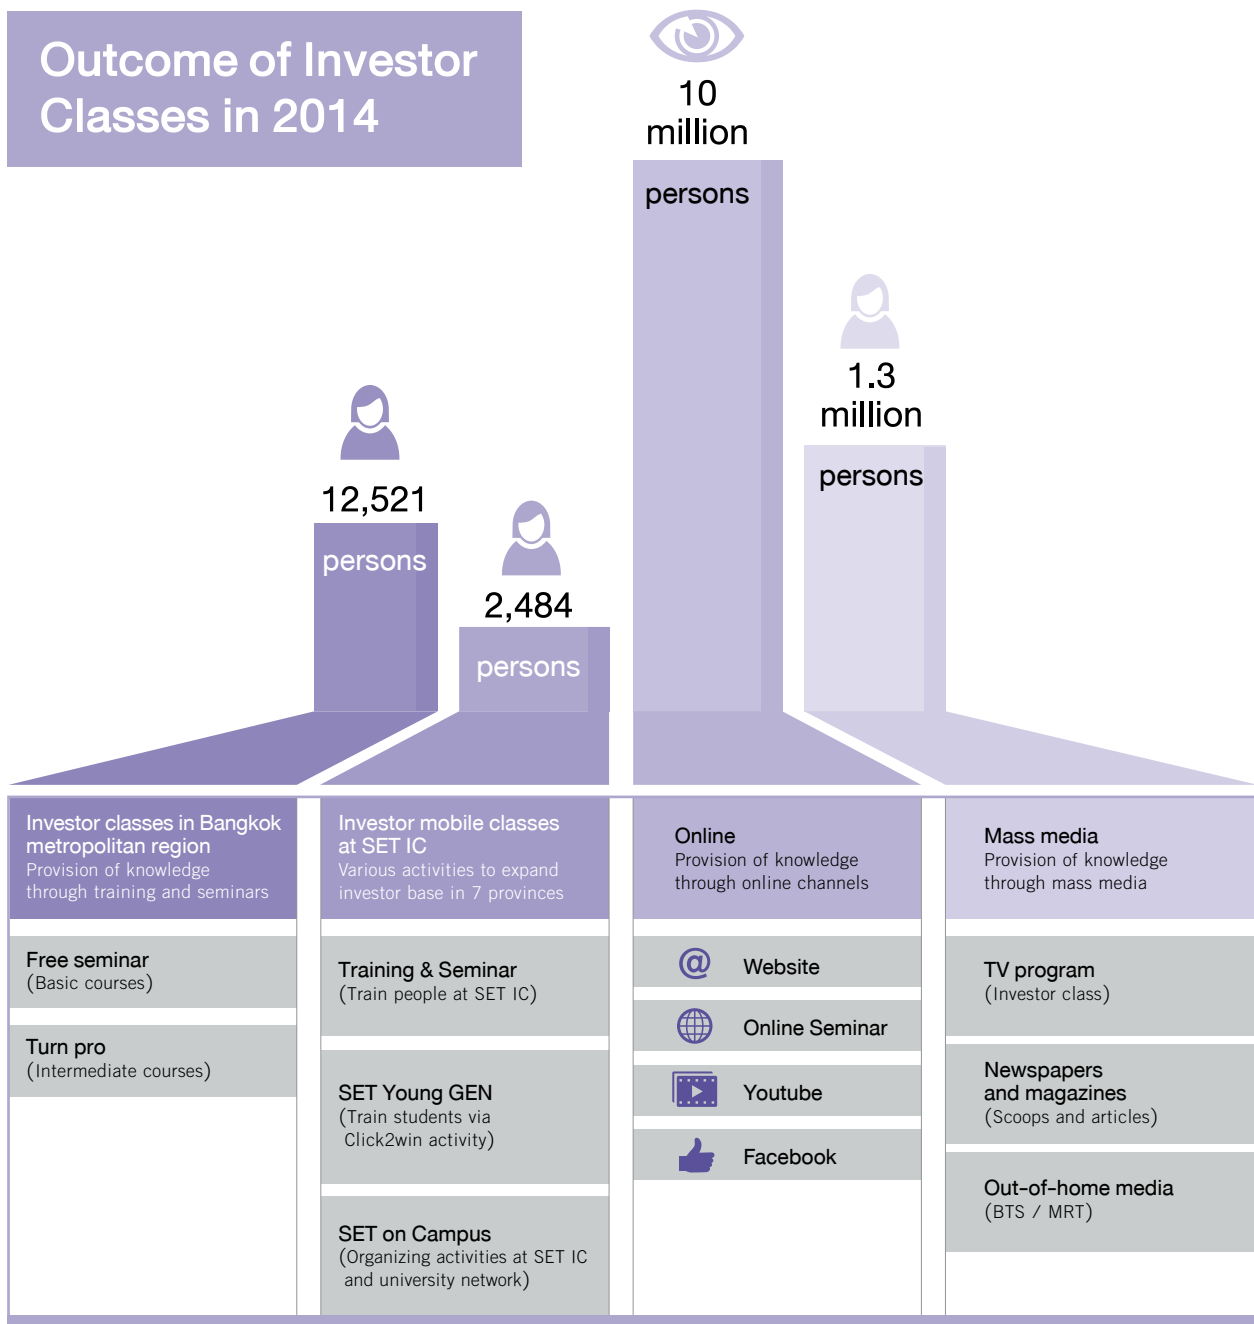 Outcome of Investor
Classes in 2014
10
million
persons
1.3
million
persons
12,521
persons
2,484
persons
Investor classes in Bangkok
metropolitan region
Provision of knowledge
through training and seminars
Free seminar
(Basic courses)
Turn pro
(Intermediate courses)
Investor mobile classes
at SET IC
Various activities to expand
investor base in 7 provinces
Training & Seminar
(Train people at SET IC)
SET Young GEN
(Train students via
Click2win activity)
SET on Campus
(Organizing activities at SET IC
and university network)
Online
Provision of knowledge
through online channels
@ Website
Online Seminar
Youtube
Facebook
Mass media
Provision of knowledge
through mass media
TV program
(Investor class)
Newspapers
and magazines
(Scoops and articles)
Out-of-home media
(BTS / MRT)